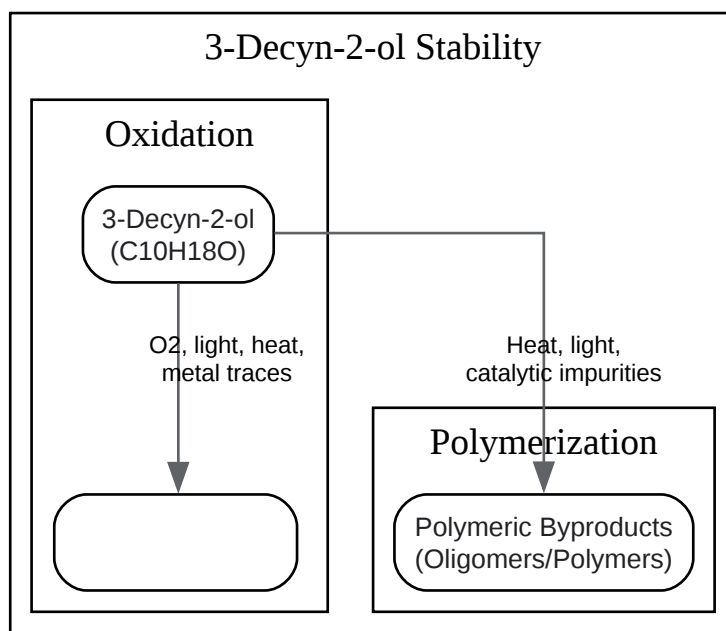 3-Decyn-2-ol Stability
Oxidation
3-Decyn-2-ol
(C10H18O)
O2, light, heat,
metal traces
Heat, light,
catalytic impurities
Polymerization
Polymeric Byproducts
(Oligomers/Polymers)